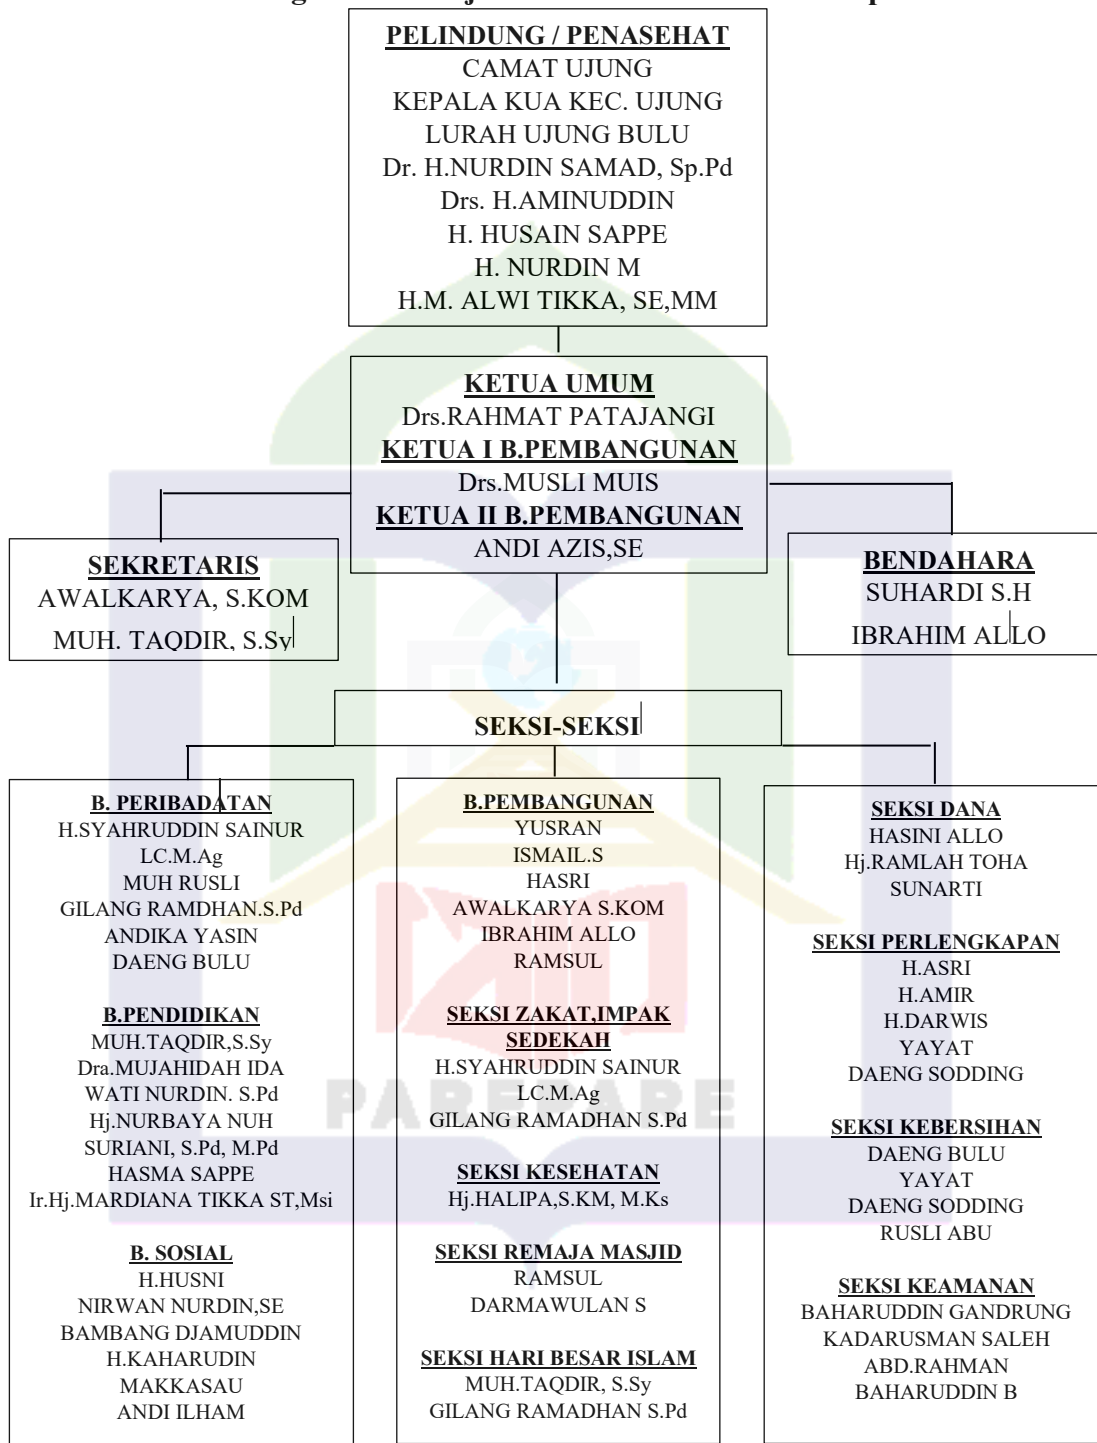 PELINDUNG / PENASEHAT
CAMAT UJUNG
KEPALA KUA KEC. UJUNG
LURAH UJUNG BULU
Dr. H.NURDIN SAMAD, Sp.Pd
Drs. H.AMINUDDIN
H. HUSAIN SAPPE
H. NURDIN M
H.M. ALWI TIKKA, SE,MM
KETUA UMUM
Drs.RAHMAT PATAJANGI
KETUA I B.PEMBANGUNAN
Drs.MUSLI MUIS
KETUA II B.PEMBANGUNAN
ANDI AZIS,SE
SEKRETARIS
AWALKARYA, S.KOM
MUH. TAQDIR, S.Sy
BENDAHARA
SUHARDI S.H
IBRAHIM ALLO
SEKSI-SEKSI
B. PERIBADATAN
H.SYAHRUDDIN SAINUR
LC.M.Ag
MUH RUSLI
GILANG RAMDHAN.S.Pd
ANDIKA YASIN
DAENG BULU
B.PENDIDIKAN
MUH.TAQDIR,S.Sy
Dra.MUJAHIDAH IDA
WATI NURDIN. S.Pd
Hj.NURBAYA NUH
SURIANI, S.Pd, M.Pd
HASMA SAPPE
Ir.Hj.MARDIANA TIKKA ST,Msi
B. SOSIAL
H.HUSNI
NIRWAN NURDIN,SE
BAMBANG DJAMUDDIN
H.KAHARUDIN
MAKKASAU
ANDI ILHAM
B.PEMBANGUNAN
YUSRAN
ISMAIL.S
HASRI
AWALKARYA S.KOM
IBRAHIM ALLO
RAMSUL
SEKSI ZAKAT,IMPAK
SEDEKAH
H.SYAHRUDDIN SAINUR
LC.M.Ag
GILANG RAMADHAN S.Pd
SEKSI KESEHATAN
Hj.HALIPA,S.KM, M.Ks
SEKSI REMAJA MASJID
RAMSUL
DARMAWULAN S
SEKSI HARI BESAR ISLAM
MUH.TAQDIR, S.Sy
GILANG RAMADHAN S.Pd
SEKSI DANA
HASINI ALLO
Hj.RAMLAH TOHA
SUNARTI
SEKSI PERLENGKAPAN
H.ASRI
H.AMIR
H.DARWIS
YAYAT
DAENG SODDING
SEKSI KEBERSIHAN
DAENG BULU
YAYAT
DAENG SODDING
RUSLI ABU
SEKSI KEAMANAN
BAHARUDDIN GANDRUNG
KADARUSMAN SALEH
ABD.RAHMAN
BAHARUDDIN B
PAREPARE